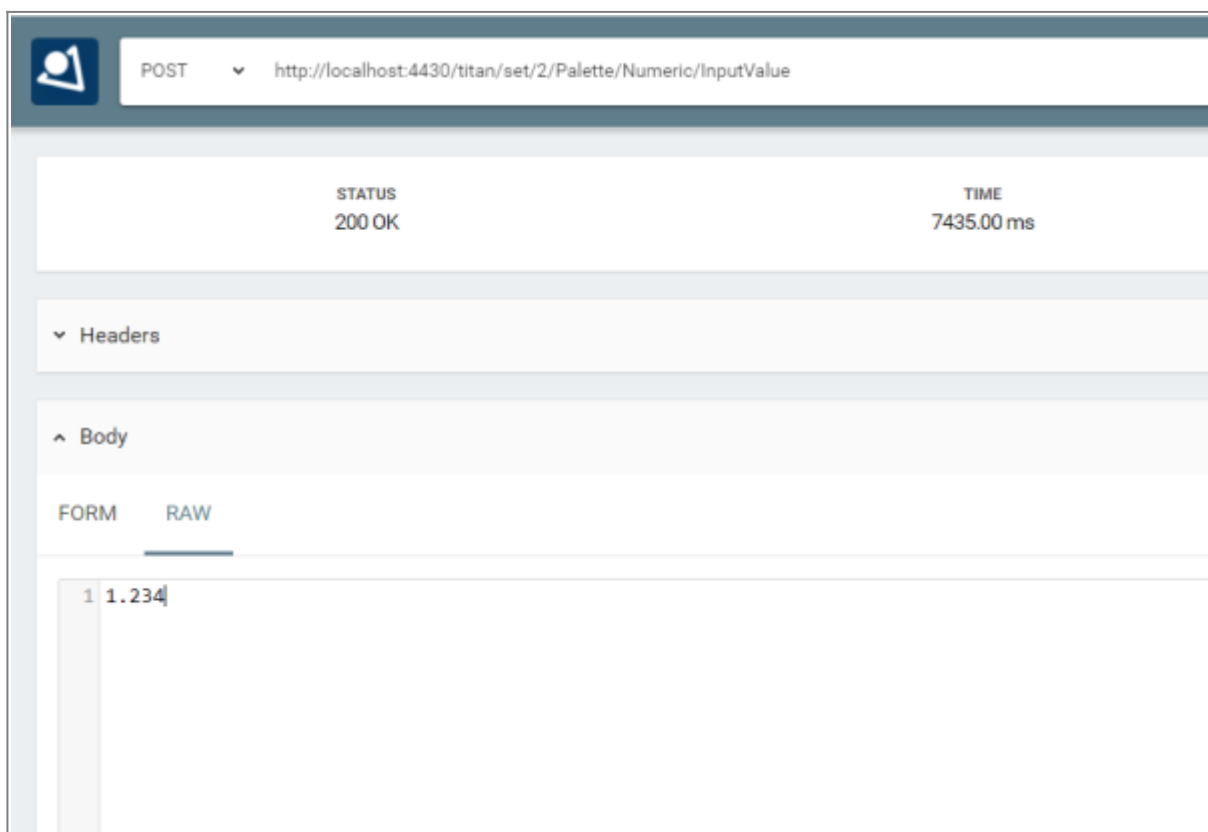 POST http://localhost:4430/titan/set/2/Palette/Numeric/InputValue
STATUS TIME
200 OK 7435.00 ms
Headers
Body
FORM RAW
1 1.234